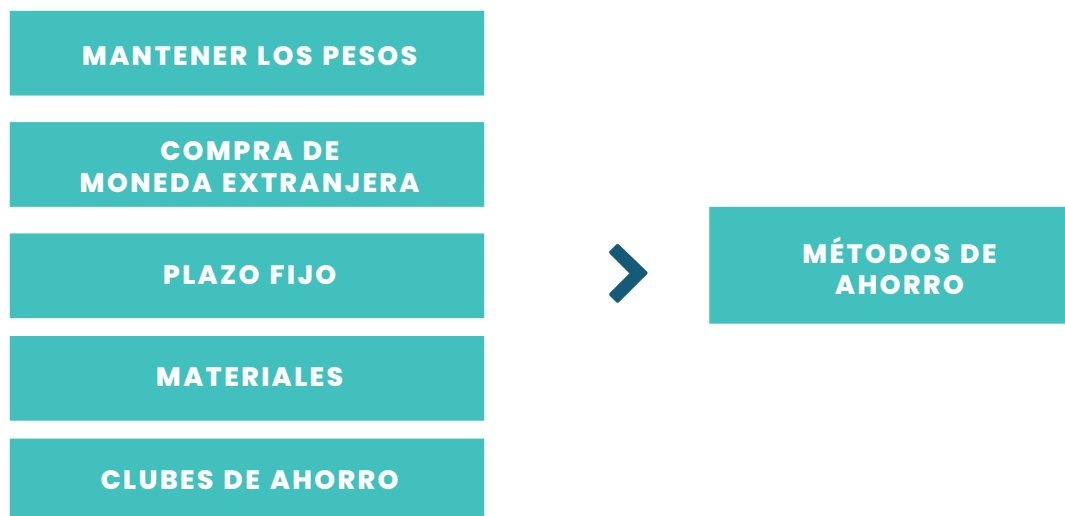 MANTENER LOS PESOS
COMPRA DE
MONEDA EXTRANJERA
PLAZO FIJO
MATERIALES
CLUBES DE AHORRO
MÉTODOS DE
AHORRO